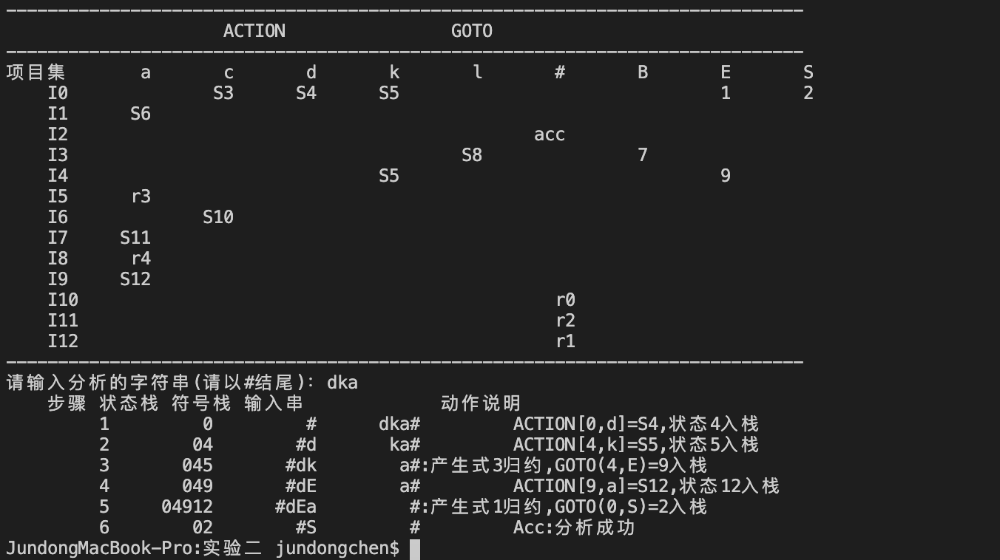 ACTION GOTO
项目集 a c d k l # B E S
I0 S3 S4 S5 1 2
I1 S6
I2 acc
I3 S8 7
I4 S5 9
I5 r3
I6 S10
I7 S11
I8 r4
I9 S12
I10 r0
I11 r2
I12 r1
请输入分析的字符串(请以#结尾): dka
步骤 状态栈 符号栈 输入串 动作说明
1 0 # dka# ACTION[0,d]=S4,状态4入栈
2 04 #d ka# ACTION[4,k]=S5,状态5入栈
3 045 #dk a#:产生式3归约,GOTO(4,E)=9入栈
4 049 #dE a# ACTION[9,a]=S12,状态12入栈
5 04912 #dEa #:产生式1归约,GOTO(0,S)=2入栈
6 02 #S # Acc:分析成功
JundongMacBook-Pro:实验二 jundongchen$